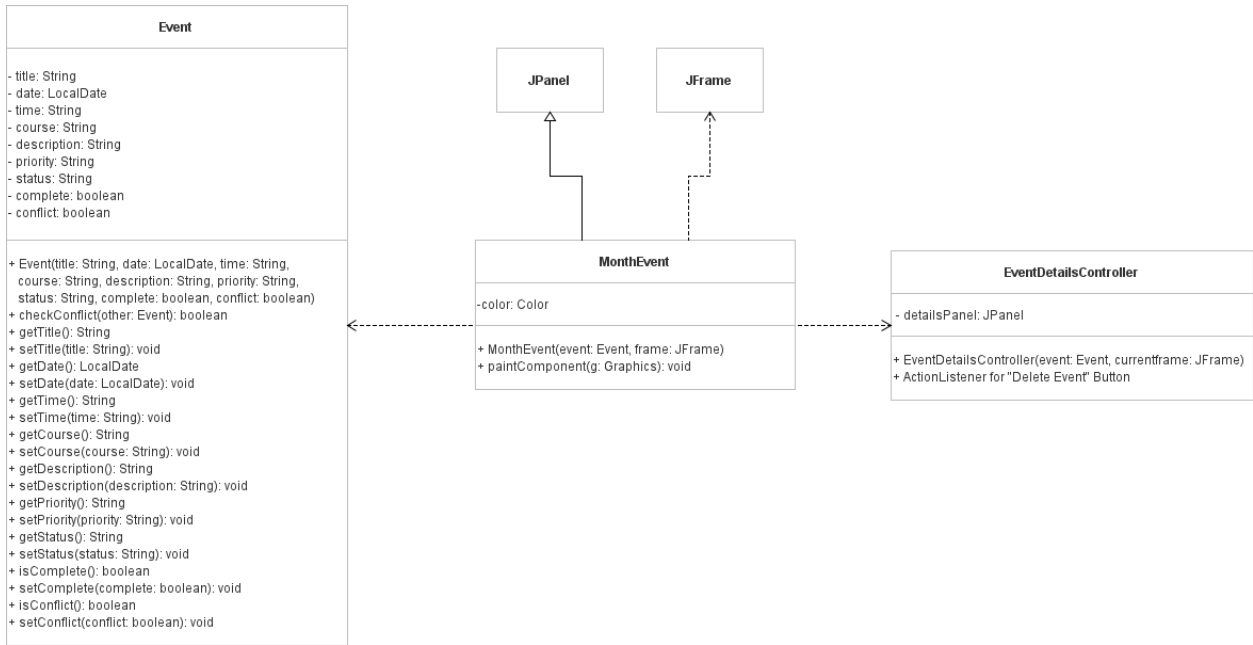 Event
- title: String
- date: LocalDate
- time: String
- course: String
- description: String
- priority: String
- status: String
- complete: boolean
- conflict: boolean
+ Event(title: String, date: LocalDate, time: String,
course: String, description: String, priority: String,
status: String, complete: boolean, conflict: boolean)
+ checkConflict(other: Event): boolean
+ getTitle(): String
+ setTitle(title: String): void
+ getDate(): LocalDate
+ setDate(date: LocalDate): void
+ getTime(): String
+ setTime(time: String): void
+ getCourse(): String
+ setCourse(course: String): void
+ getDescription(): String
+ setDescription(description: String): void
+ getPriority(): String
+ setPriority(priority: String): void
+ getStatus(): String
+ setStatus(status: String): void
+ isComplete(): boolean
+ setComplete(complete: boolean): void
+ isConflict(): boolean
+ setConflict(conflict: boolean): void
JPanel
JFrame
MonthEvent
-color: Color
+ MonthEvent(event: Event, frame: JFrame)
+ paintComponent(g: Graphics): void
EventDetailsController
- detailsPanel: JPanel
+ EventDetailsController(event: Event, currentframe: JFrame)
+ ActionListener for "Delete Event" Button